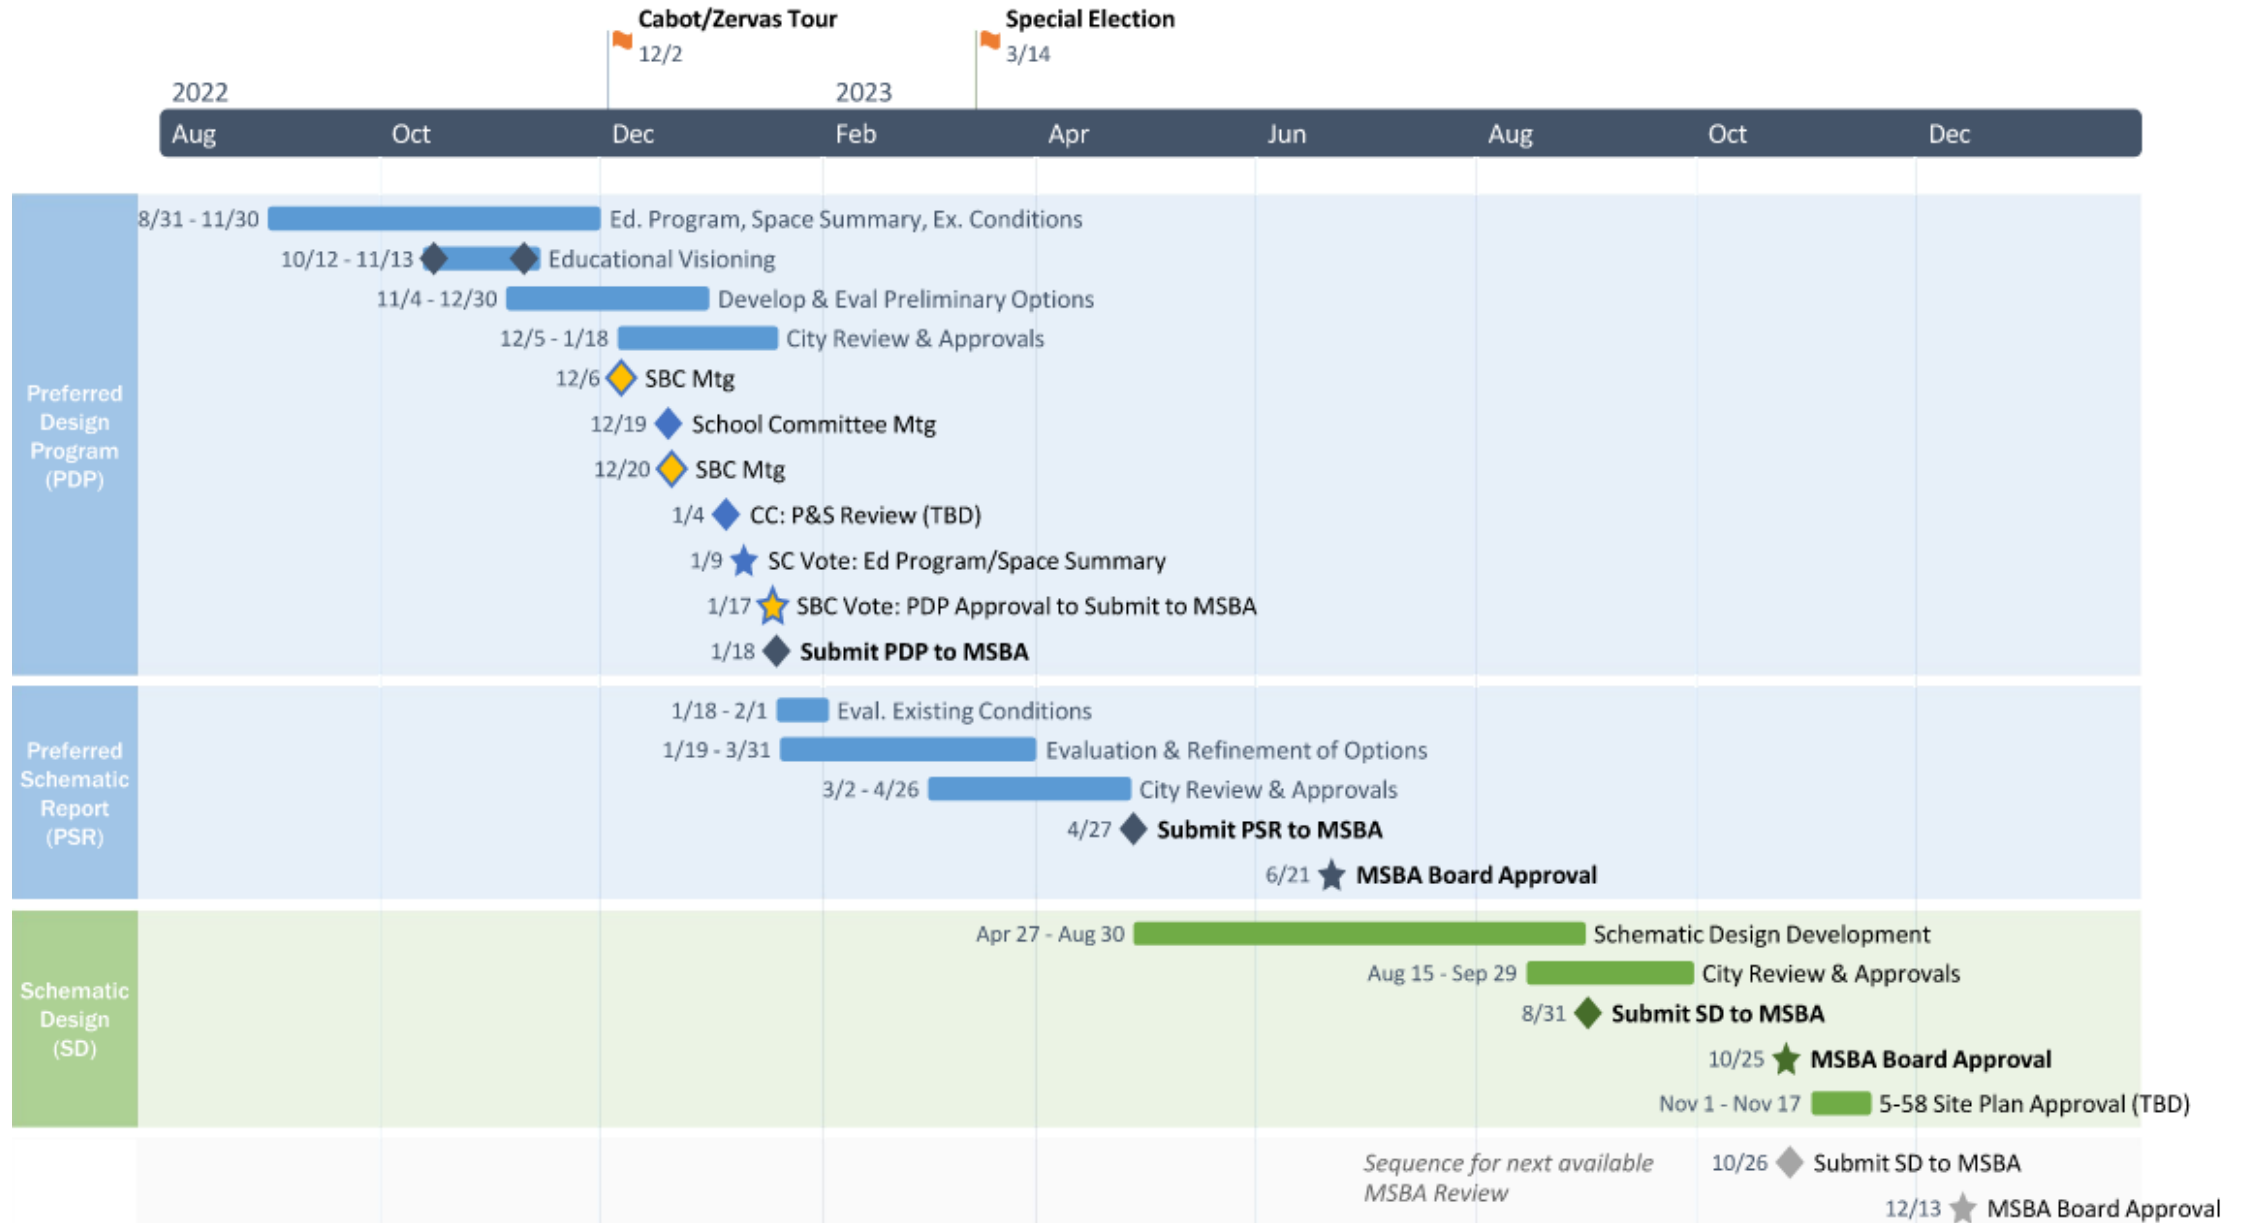 Cabot/Zervas Tour
12/2
Special Election
3/14
2022
2023
Aug Oct Dec Feb Apr Jun Aug Oct Dec
Preferred
Design
Program
(PDP)
8/31 - 11/30 Ed. Program, Space Summary, Ex. Conditions
10/12 - 11/13 Educational Visioning
11/4 - 12/30 Develop & Eval Preliminary Options
12/5 - 1/18 City Review & Approvals
12/6 SBC Mtg
12/19 School Committee Mtg
12/20 SBC Mtg
1/4 CC: P&S Review (TBD)
1/9 SC Vote: Ed Program/Space Summary
1/17 SBC Vote: PDP Approval to Submit to MSBA
1/18 Submit PDP to MSBA
Preferred
Schematic
Report
(PSR)
1/18 - 2/1 Eval. Existing Conditions
1/19 - 3/31 Evaluation & Refinement of Options
3/2 - 4/26 City Review & Approvals
4/27 Submit PSR to MSBA
6/21 MSBA Board Approval
Schematic
Design
(SD)
Apr 27 - Aug 30 Schematic Design Development
Aug 15 - Sep 29 City Review & Approvals
8/31 Submit SD to MSBA
10/25 MSBA Board Approval
Nov 1 - Nov 17 5-58 Site Plan Approval (TBD)
Sequence for next available
MSBA Review
10/26 Submit SD to MSBA
12/13 MSBA Board Approval